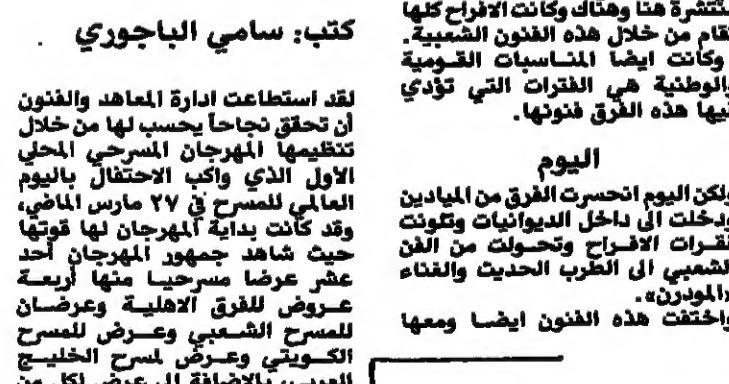 منتشرة هنا وهناك وكانت الافراح كلها
تقام من خلال هذه الفنون الشعبية.
وكانت ايضا المناسبات القومية
والوطنية هي الفترات التي تؤدي
فيها هذه الفرق فنونها.
اليوم
ولكن اليوم انحسرت الفرق من الميادين
ودخلت الى داخل الديوانيات وتلونت
فقرات الافراح وتحولت من الفن
الشعبي الى الطرب الحديث والغناء
«المودرن».
واختفت هذه الفنون ايضا ومعها
كتب: سامي الباجوري
لقد استطاعت ادارة المعاهد والفنون
أن تحقق نجاحاً يحسب لها من خلال
تنظيمها المهرجان المسرحي المحلي
الأول الذي واكب الاحتفال باليوم
العالمي للمسرح في ٢٧ مارس الماضي،
وقد كانت بداية المهرجان لها قوتها
حيث شاهد جمهور المهرجان أحد
عشر عرضا مسرحيا منها أربعة
عروض للفرق الاهلية وعرضان
للمسرح الشعبي وعرض للمسرح
الكويتي وعرض لمسرح الخليج
العربي، بالاضافة الى عرض لكل من